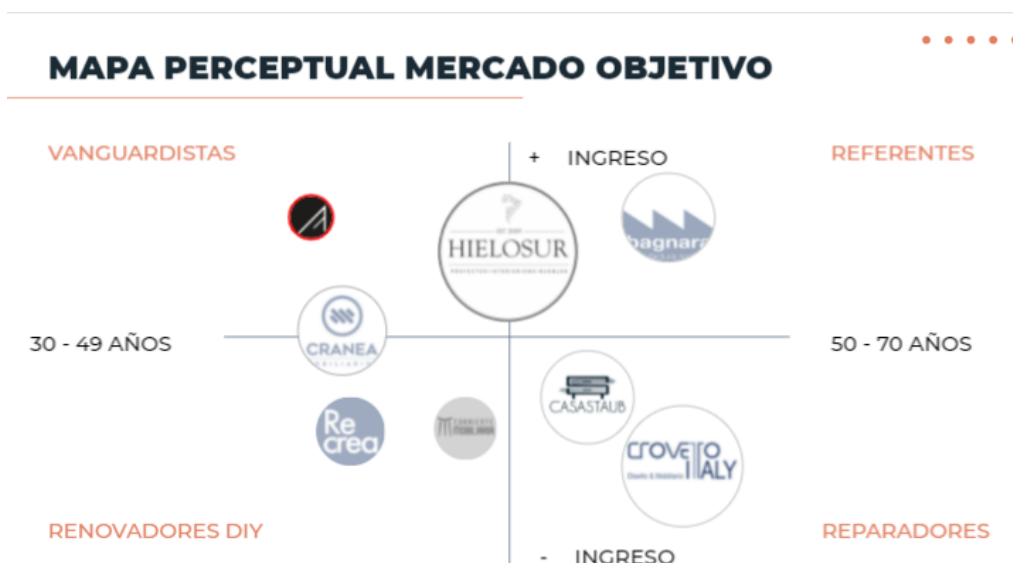 MAPA PERCEPTUAL MERCADO OBJETIVO
VANGUARDISTAS
+ INGRESO
REFERENTES
HIELOSUR
bagnara
30 - 49 AÑOS
CRANEA
50 - 70 AÑOS
CASASTAUB
Re
crea
CROVETTO
ITALY
RENOVADORES DIY
REPARADORES
- INGRESO